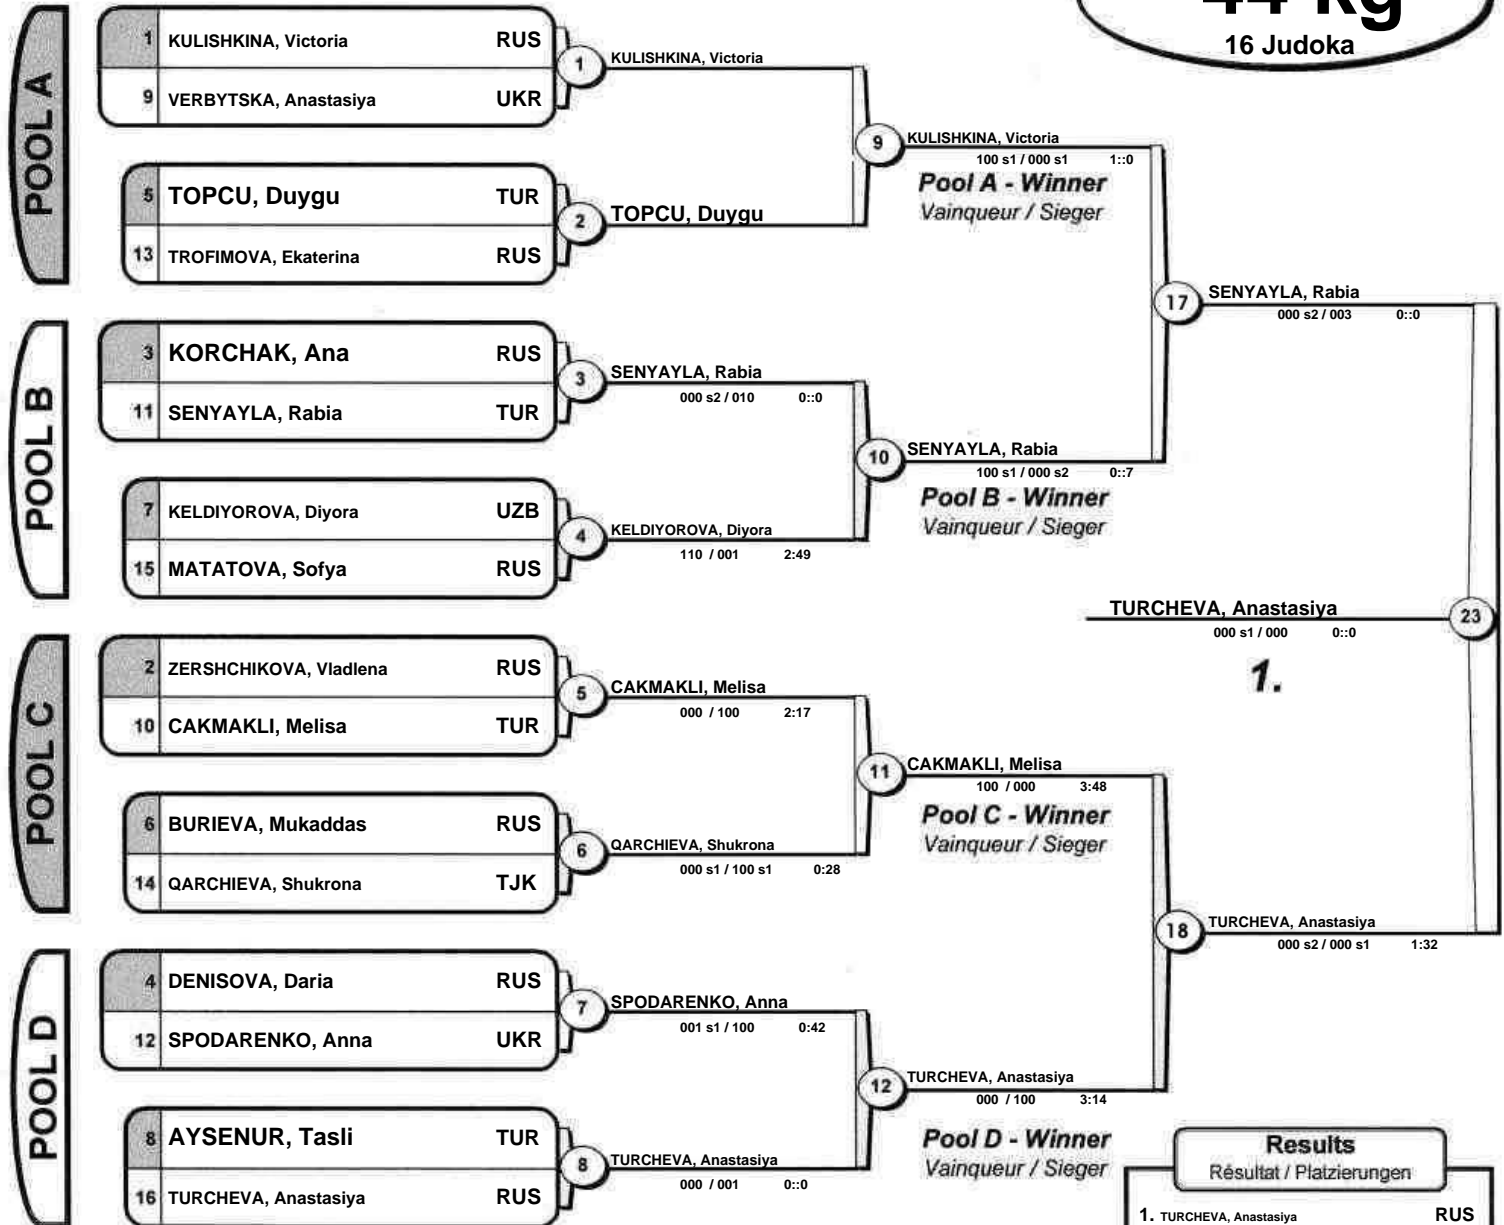 44 kg
16 Judoka
POOL A
1 KULISHKINA, Victoria RUS
9 VERBYTSKA, Anastasiya UKR
1 KULISHKINA, Victoria
5 TOPCU, Duygu TUR
13 TROFIMOVA, Ekaterina RUS
2 TOPCU, Duygu
9 KULISHKINA, Victoria
100 s1 / 000 s1 1::0
Pool A - Winner
Vainqueur / Sieger
POOL B
3 KORCHAK, Ana RUS
11 SENYAYLA, Rabia TUR
3 SENYAYLA, Rabia
000 s2 / 010 0::0
7 KELDIYOROVA, Diyora UZB
15 MATATOVA, Sofya RUS
4 KELDIYOROVA, Diyora
110 / 001 2:49
10 SENYAYLA, Rabia
100 s1 / 000 s2 0::7
Pool B - Winner
Vainqueur / Sieger
17 SENYAYLA, Rabia
000 s2 / 003 0::0
POOL C
2 ZERSHCHIKOVA, Vladlena RUS
10 CAKMAKLI, Melisa TUR
5 CAKMAKLI, Melisa
000 / 100 2:17
6 BURIEVA, Mukaddas RUS
14 QARCHIEVA, Shukrona TJK
6 QARCHIEVA, Shukrona
000 s1 / 100 s1 0:28
11 CAKMAKLI, Melisa
100 / 000 3:48
Pool C - Winner
Vainqueur / Sieger
POOL D
4 DENISOVA, Daria RUS
12 SPODARENKO, Anna UKR
7 SPODARENKO, Anna
001 s1 / 100 0:42
8 AYSENUR, Tasli TUR
16 TURCHEVA, Anastasiya RUS
8 TURCHEVA, Anastasiya
000 / 001 0::0
12 TURCHEVA, Anastasiya
000 / 100 3:14
Pool D - Winner
Vainqueur / Sieger
18 TURCHEVA, Anastasiya
000 s2 / 000 s1 1:32
TURCHEVA, Anastasiya 23
000 s1 / 000 0::0
1.
Results
Résultat / Platzierungen
1. TURCHEVA, Anastasiya RUS